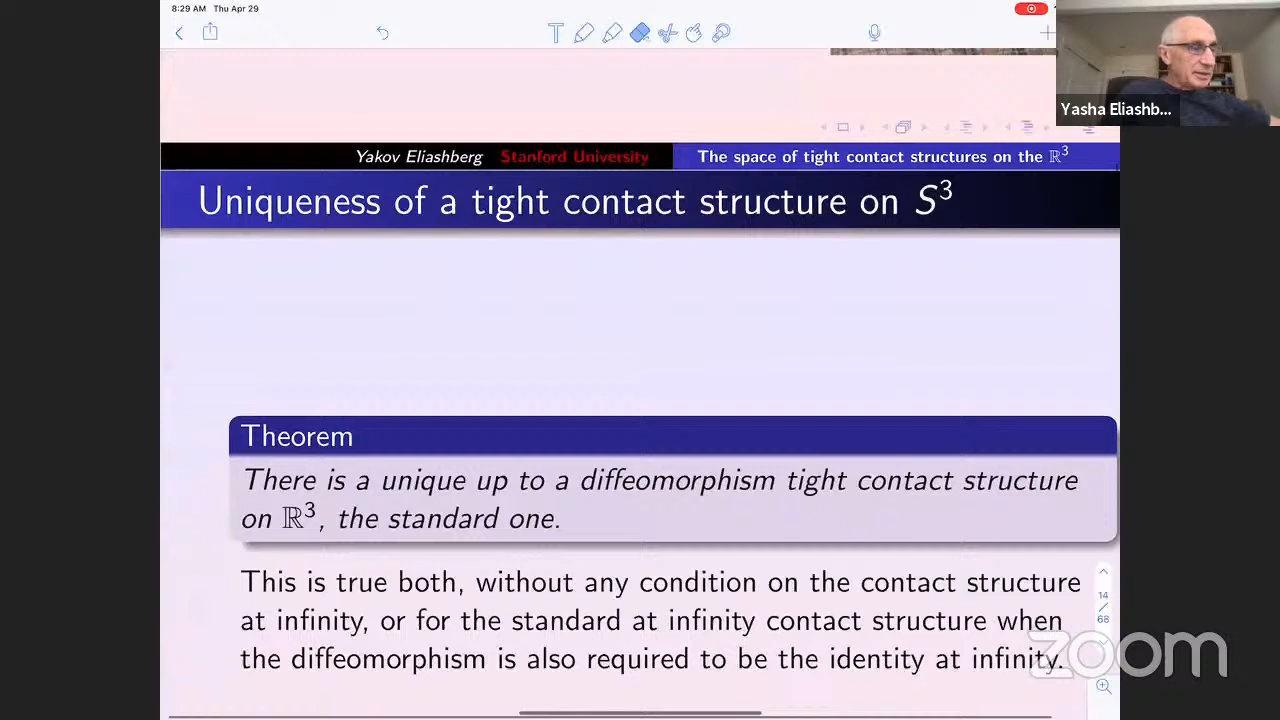 8:29 AM Thu Apr 29
Yasha Eliashb...
Yakov Eliashberg Stanford University The space of tight contact structures on the ℝ³
Uniqueness of a tight contact structure on S³
Theorem
There is a unique up to a diffeomorphism tight contact structure
on ℝ³, the standard one.
This is true both, without any condition on the contact structure
at infinity, or for the standard at infinity contact structure when
the diffeomorphism is also required to be the identity at infinity.
14
/
68
zoom